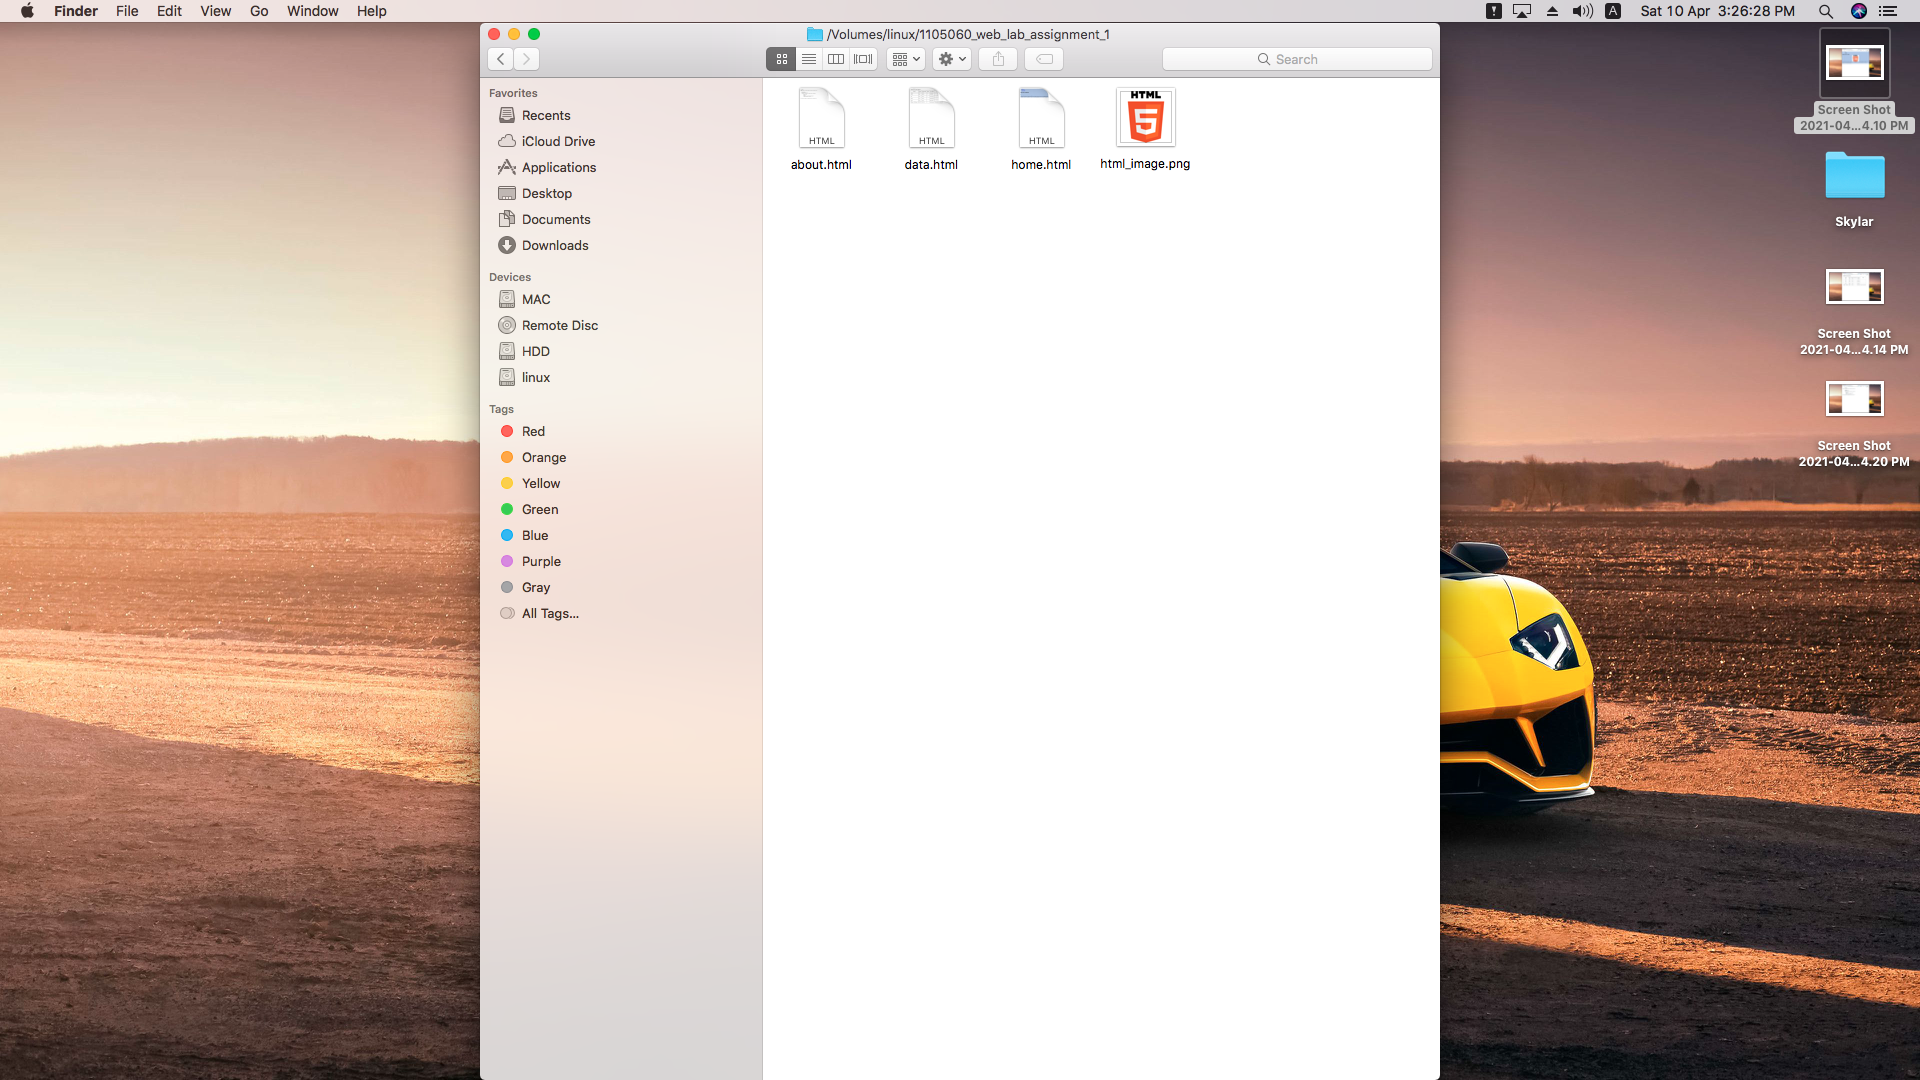 Finder File Edit View Go Window Help
A Sat 10 Apr 3:26:28 PM
/Volumes/linux/1105060_web_lab_assignment_1
Search
Favorites
Recents
iCloud Drive
Applications
Desktop
Documents
Downloads
Devices
MAC
Remote Disc
HDD
linux
Tags
Red
Orange
Yellow
Green
Blue
Purple
Gray
All Tags...
HTML HTML HTML HTML 5
about.html data.html home.html html_image.png
Screen Shot
2021-04...4.10 PM
Skylar
Screen Shot
2021-04...4.14 PM
Screen Shot
2021-04...4.20 PM